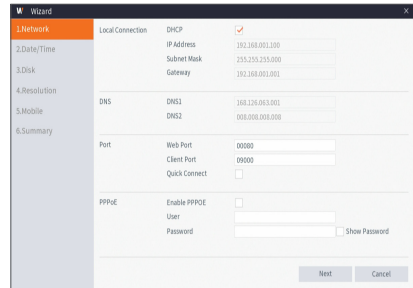 W Wizard X
1.Network
2.Date/Time
3.Disk
4.Resolution
5.Mobile
6.Summary
Local Connection DHCP
IP Address 192.168.001.100
Subnet Mask 255.255.255.000
Gateway 192.168.001.001
DNS DNS1 168.126.063.001
DNS2 008.008.008.008
Port Web Port 00080
Client Port 09000
Quick Connect
PPPoE Enable PPPOE
User
Password Show Password
Next Cancel